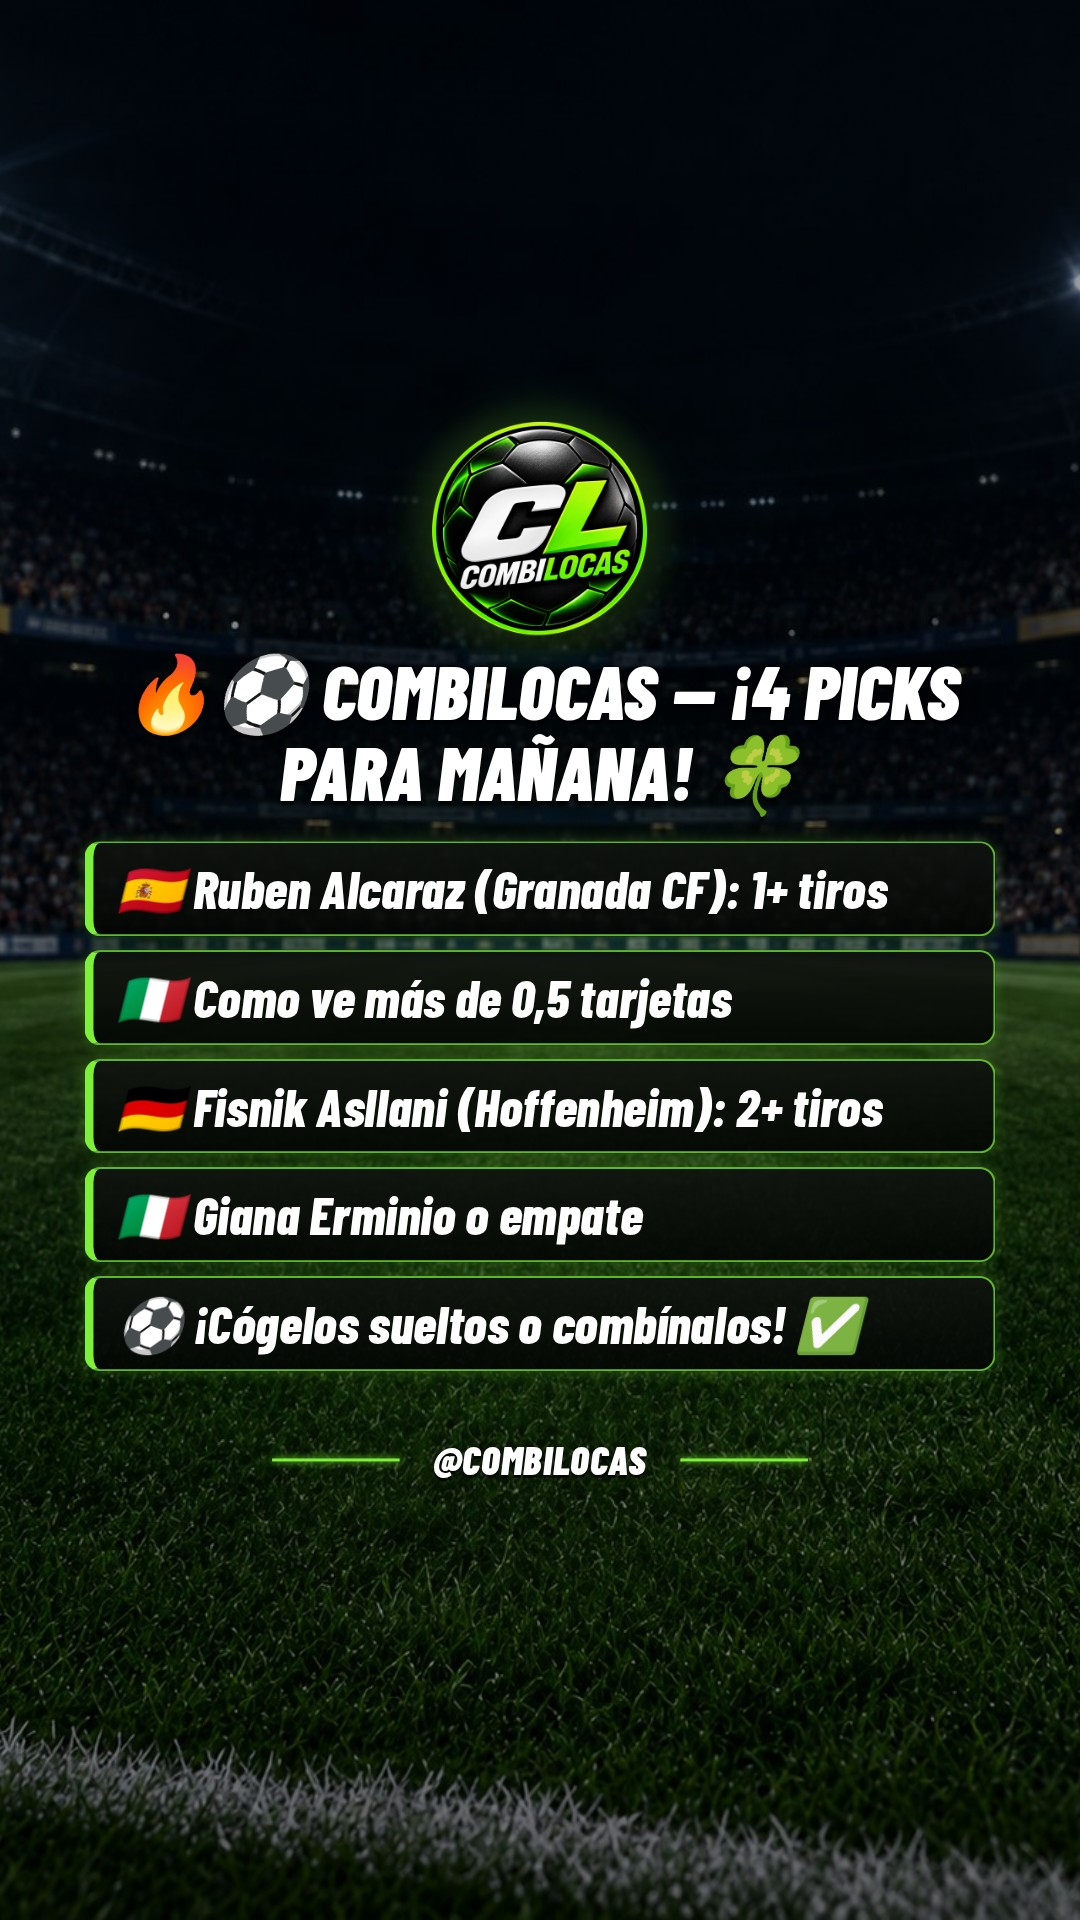 CL
COMBILOCAS
🔥⚽ COMBILOCAS – ¡4 PICKS
PARA MAÑANA! 🍀
🇪🇸 Ruben Alcaraz (Granada CF): 1+ tiros
🇮🇹 Como ve más de 0,5 tarjetas
🇩🇪 Fisnik Asllani (Hoffenheim): 2+ tiros
🇮🇹 Giana Erminio o empate
⚽ ¡Cógelos sueltos o combínalos! ✅
@COMBILOCAS